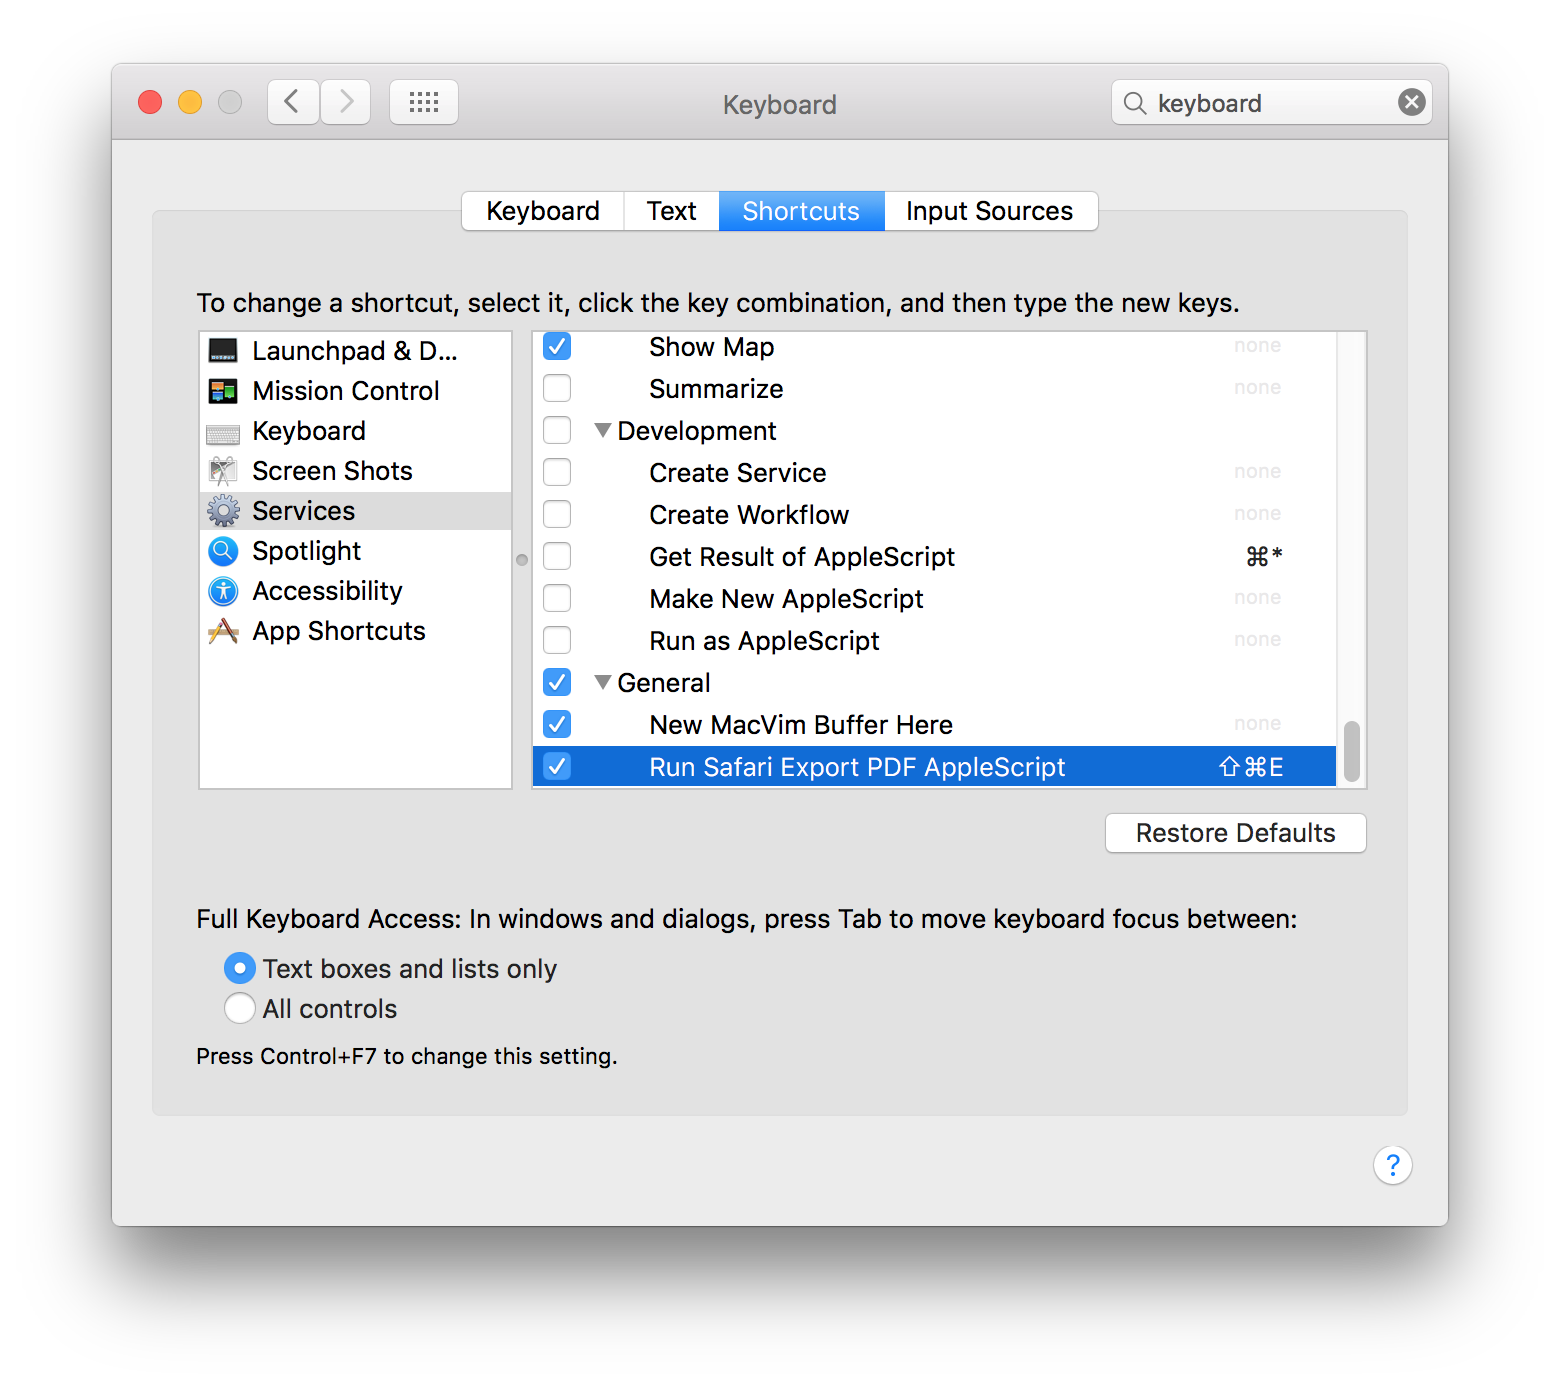 Keyboard
keyboard
Keyboard Text Shortcuts Input Sources
To change a shortcut, select it, click the key combination, and then type the new keys.
Launchpad & D...
Mission Control
Keyboard
Screen Shots
Services
Spotlight
Accessibility
App Shortcuts
Show Map none
Summarize none
Development
Create Service none
Create Workflow none
Get Result of AppleScript ⌘*
Make New AppleScript none
Run as AppleScript none
General
New MacVim Buffer Here none
Run Safari Export PDF AppleScript ⇧⌘E
Restore Defaults
Full Keyboard Access: In windows and dialogs, press Tab to move keyboard focus between:
Text boxes and lists only
All controls
Press Control+F7 to change this setting.
?